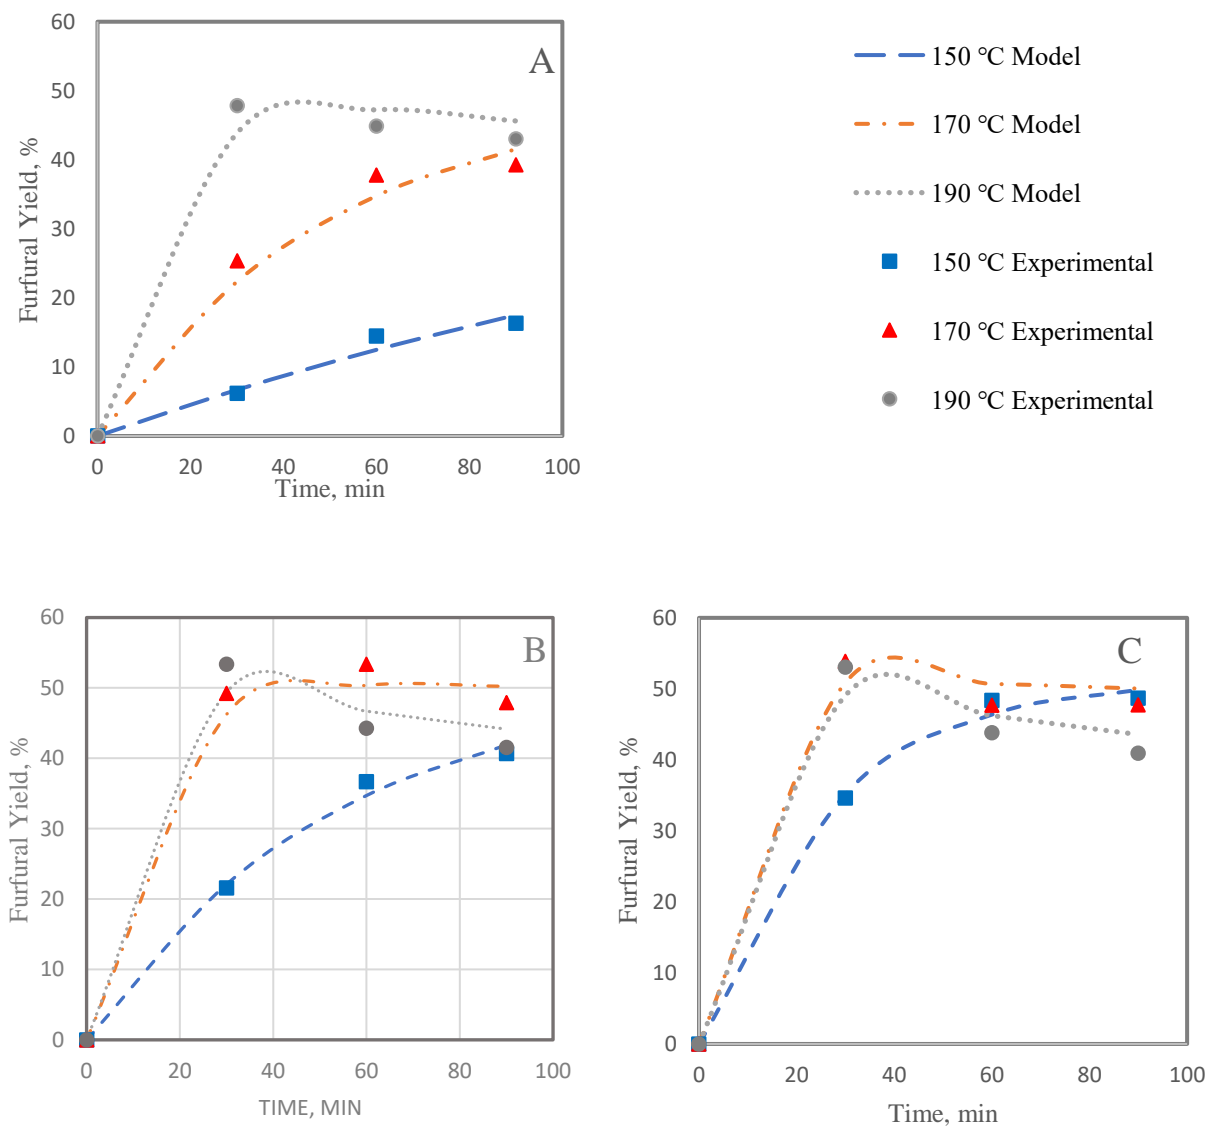 60
50
40
30
20
10
0
Furfural Yield, %
A
0 20 40 60 80 100
Time, min
150 °C Model
170 °C Model
190 °C Model
150 °C Experimental
170 °C Experimental
190 °C Experimental
60
50
40
30
20
10
0
Furfural Yield, %
B
0 20 40 60 80 100
TIME, MIN
60
50
40
30
20
10
0
Furfural Yield, %
C
0 20 40 60 80 100
Time, min